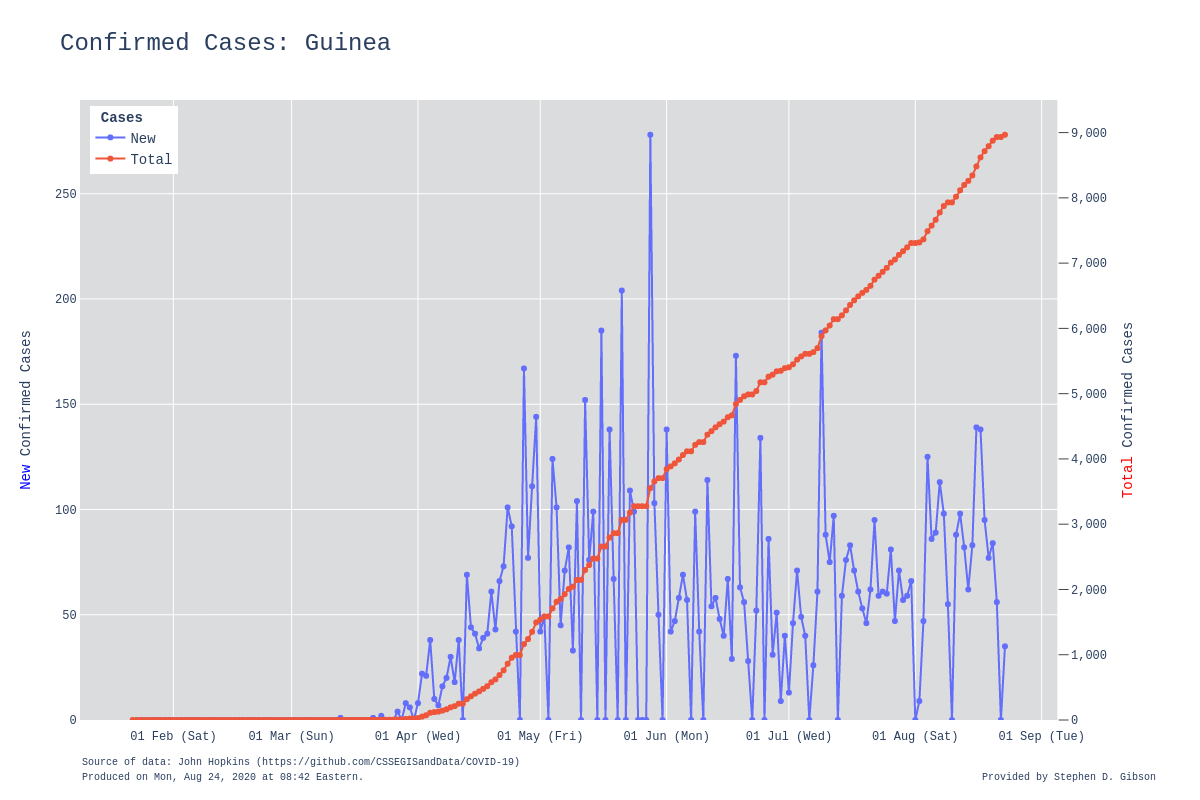 Confirmed Cases: Guinea
Cases
New
Total
250
200
150
100
50
0
9,000
8,000
7,000
6,000
5,000
4,000
3,000
2,000
1,000
0
New Confirmed Cases
Total Confirmed Cases
01 Feb (Sat) 01 Mar (Sun) 01 Apr (Wed) 01 May (Fri) 01 Jun (Mon) 01 Jul (Wed) 01 Aug (Sat) 01 Sep (Tue)
Source of data: John Hopkins (https://github.com/CSSEGISandData/COVID-19)
Produced on Mon, Aug 24, 2020 at 08:42 Eastern.
Provided by Stephen D. Gibson